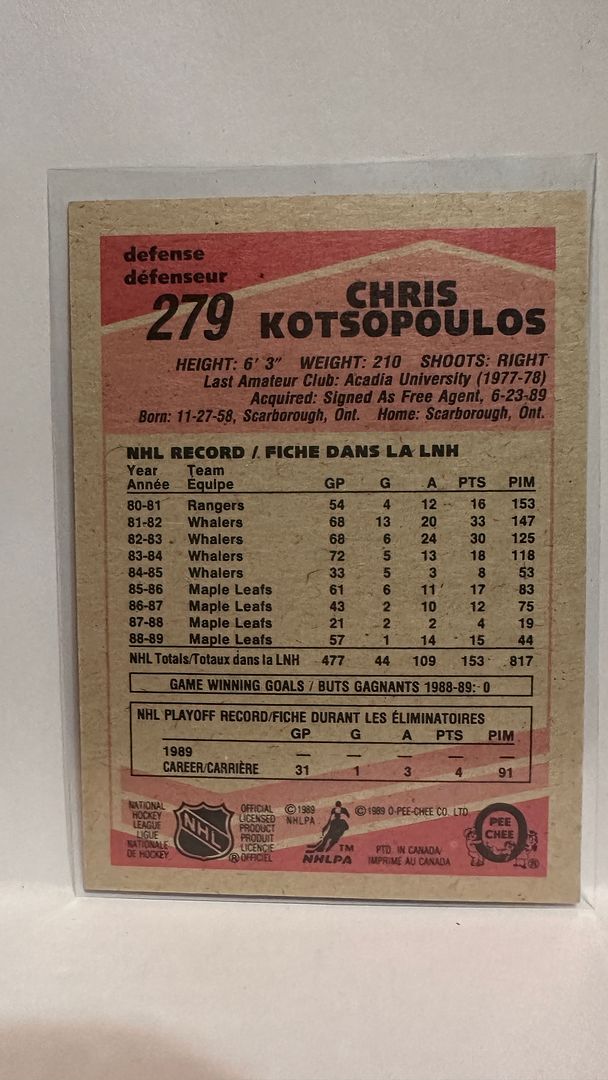 defense
défenseur
279
CHRIS
KOTSOPOULOS
HEIGHT: 6' 3" WEIGHT: 210 SHOOTS: RIGHT
Last Amateur Club: Acadia University (1977-78)
Acquired: Signed As Free Agent, 6-23-89
Born: 11-27-58, Scarborough, Ont. Home: Scarborough, Ont.
NHL RECORD / FICHE DANS LA LNH
Year Team
Année Équipe GP G A PTS PIM
80-81 Rangers 54 4 12 16 153
81-82 Whalers 68 13 20 33 147
82-83 Whalers 68 6 24 30 125
83-84 Whalers 72 5 13 18 118
84-85 Whalers 33 5 3 8 53
85-86 Maple Leafs 61 6 11 17 83
86-87 Maple Leafs 43 2 10 12 75
87-88 Maple Leafs 21 2 2 4 19
88-89 Maple Leafs 57 1 14 15 44
NHL Totals/Totaux dans la LNH 477 44 109 153 817
GAME WINNING GOALS / BUTS GAGNANTS 1988-89: 0
NHL PLAYOFF RECORD/FICHE DURANT LES ÉLIMINATOIRES
GP G A PTS PIM
1989 — — — — —
CAREER/CARRIÈRE 31 1 3 4 91
NATIONAL
HOCKEY
LEAGUE
LIGUE
NATIONALE
DE HOCKEY
NHL
OFFICIAL
LICENSED
PRODUCT
PRODUIT
LICENCIÉ
® OFFICIEL
© 1989
NHLPA
TM
NHLPA
© 1989 O-PEE-CHEE CO. LTD.
PTD. IN CANADA/
IMPRIMÉ AU CANADA
O
PEE
CHEE
®